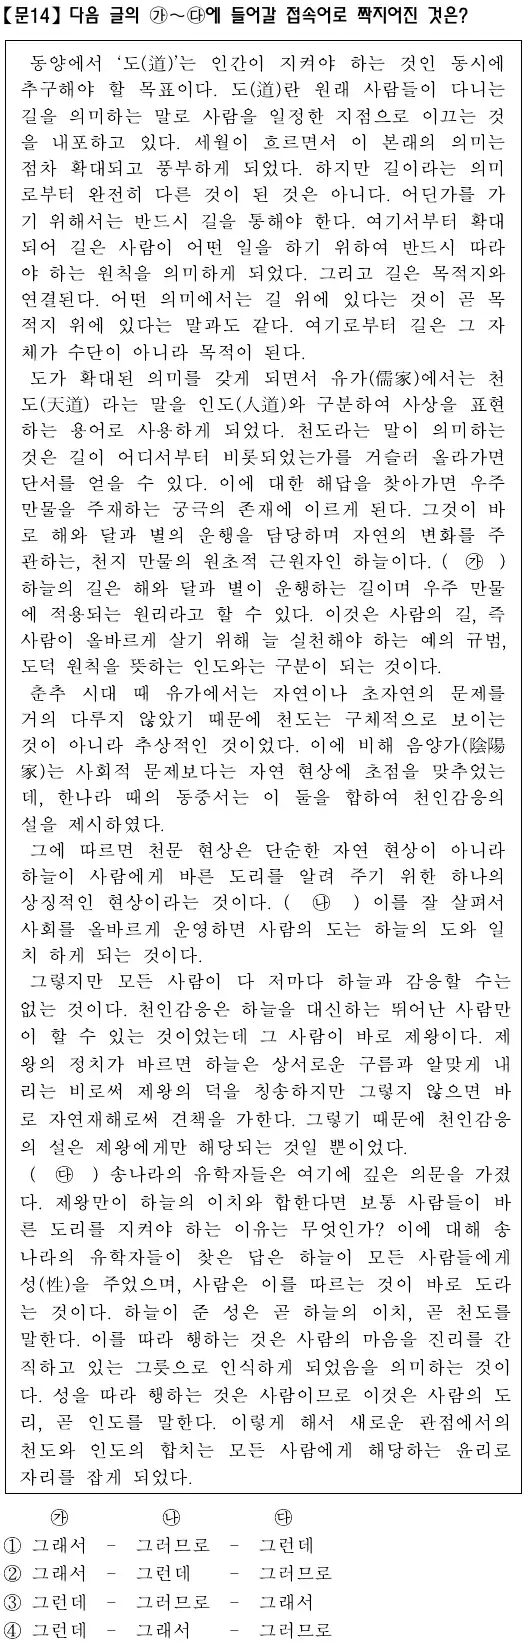 【문14】 다음 글의 ㉮～㉰에 들어갈 접속어로 짝지어진 것은?
동양에서 ‘도(道)’는 인간이 지켜야 하는 것인 동시에
추구해야 할 목표이다. 도(道)란 원래 사람들이 다니는
길을 의미하는 말로 사람을 일정한 지점으로 이끄는 것
을 내포하고 있다. 세월이 흐르면서 이 본래의 의미는
점차 확대되고 풍부하게 되었다. 하지만 길이라는 의미
로부터 완전히 다른 것이 된 것은 아니다. 어딘가를 가
기 위해서는 반드시 길을 통해야 한다. 여기서부터 확대
되어 길은 사람이 어떤 일을 하기 위하여 반드시 따라
야 하는 원칙을 의미하게 되었다. 그리고 길은 목적지와
연결된다. 어떤 의미에서는 길 위에 있다는 것이 곧 목
적지 위에 있다는 말과도 같다. 여기로부터 길은 그 자
체가 수단이 아니라 목적이 된다.
도가 확대된 의미를 갖게 되면서 유가(儒家)에서는 천
도(天道) 라는 말을 인도(人道)와 구분하여 사상을 표현
하는 용어로 사용하게 되었다. 천도라는 말이 의미하는
것은 길이 어디서부터 비롯되었는가를 거슬러 올라가면
단서를 얻을 수 있다. 이에 대한 해답을 찾아가면 우주
만물을 주재하는 궁극의 존재에 이르게 된다. 그것이 바
로 해와 달과 별의 운행을 담당하며 자연의 변화를 주
관하는, 천지 만물의 원초적 근원자인 하늘이다. ( ㉮ )
하늘의 길은 해와 달과 별이 운행하는 길이며 우주 만물
에 적용되는 원리라고 할 수 있다. 이것은 사람의 길, 즉
사람이 올바르게 살기 위해 늘 실천해야 하는 예의 규범,
도덕 원칙을 뜻하는 인도와는 구분이 되는 것이다.
춘추 시대 때 유가에서는 자연이나 초자연의 문제를
거의 다루지 않았기 때문에 천도는 구체적으로 보이는
것이 아니라 추상적인 것이었다. 이에 비해 음양가(陰陽
家)는 사회적 문제보다는 자연 현상에 초점을 맞추었는
데, 한나라 때의 동중서는 이 둘을 합하여 천인감응의
설을 제시하였다.
그에 따르면 천문 현상은 단순한 자연 현상이 아니라
하늘이 사람에게 바른 도리를 알려 주기 위한 하나의
상징적인 현상이라는 것이다. ( ㉯ ) 이를 잘 살펴서
사회를 올바르게 운영하면 사람의 도는 하늘의 도와 일
치 하게 되는 것이다.
그렇지만 모든 사람이 다 저마다 하늘과 감응할 수는
없는 것이다. 천인감응은 하늘을 대신하는 뛰어난 사람만
이 할 수 있는 것이었는데 그 사람이 바로 제왕이다. 제
왕의 정치가 바르면 하늘은 상서로운 구름과 알맞게 내
리는 비로써 제왕의 덕을 칭송하지만 그렇지 않으면 바
로 자연재해로써 견책을 가한다. 그렇기 때문에 천인감응
의 설은 제왕에게만 해당되는 것일 뿐이었다.
( ㉰ ) 송나라의 유학자들은 여기에 깊은 의문을 가졌
다. 제왕만이 하늘의 이치와 합한다면 보통 사람들이 바
른 도리를 지켜야 하는 이유는 무엇인가? 이에 대해 송
나라의 유학자들이 찾은 답은 하늘이 모든 사람들에게
성(性)을 주었으며, 사람은 이를 따르는 것이 바로 도라
는 것이다. 하늘이 준 성은 곧 하늘의 이치, 곧 천도를
말한다. 이를 따라 행하는 것은 사람의 마음을 진리를 간
직하고 있는 그릇으로 인식하게 되었음을 의미하는 것이
다. 성을 따라 행하는 것은 사람이므로 이것은 사람의 도
리, 곧 인도를 말한다. 이렇게 해서 새로운 관점에서의
천도와 인도의 합치는 모든 사람에게 해당하는 윤리로
자리를 잡게 되었다.
㉮ ㉯ ㉰
① 그래서 - 그러므로 - 그런데
② 그래서 - 그런데 - 그러므로
③ 그런데 - 그러므로 - 그래서
④ 그런데 - 그래서 - 그러므로